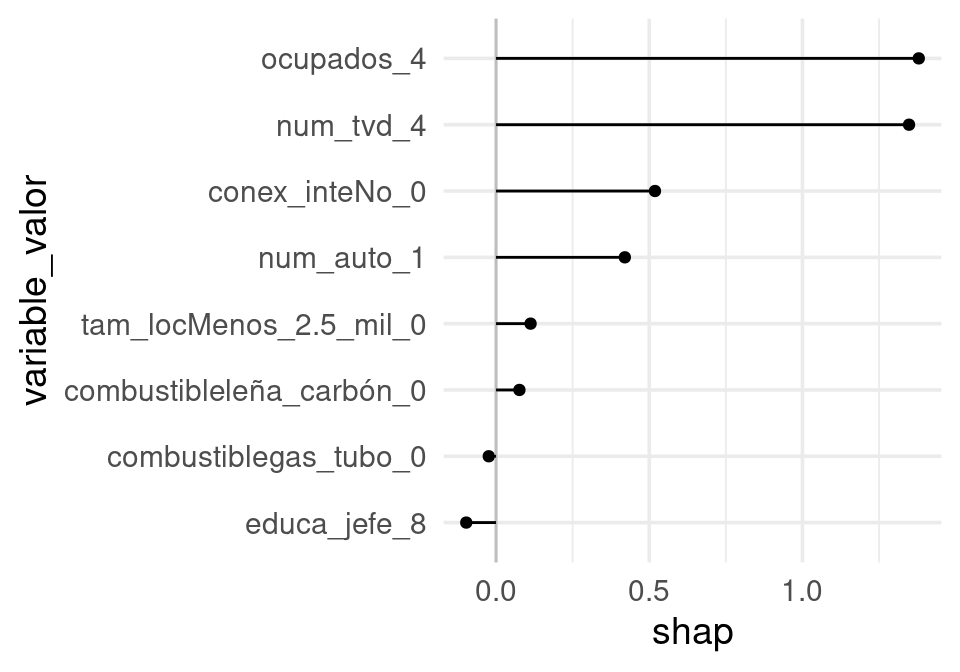 variable_valor
ocupados_4
num_tvd_4
conex_inteNo_0
num_auto_1
tam_locMenos_2.5_mil_0
combustibleleña_carbón_0
combustiblegas_tubo_0
educa_jefe_8
0.0 0.5 1.0
shap